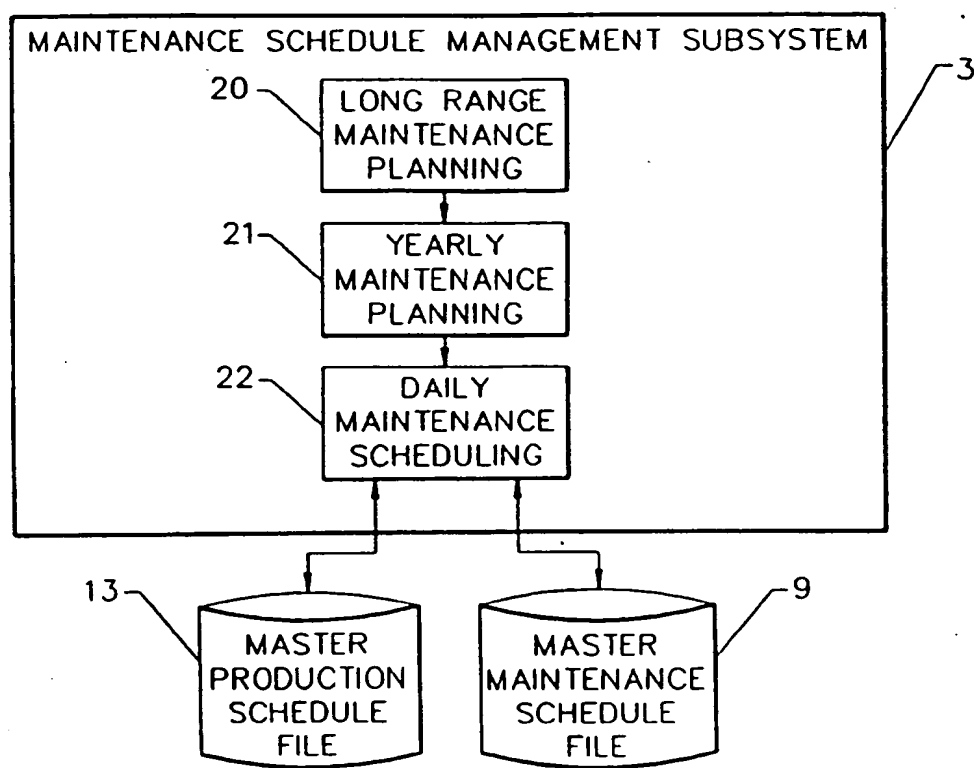 MAINTENANCE SCHEDULE MANAGEMENT SUBSYSTEM
3
20
LONG RANGE
MAINTENANCE
PLANNING
21
YEARLY
MAINTENANCE
PLANNING
22
DAILY
MAINTENANCE
SCHEDULING
13
MASTER
PRODUCTION
SCHEDULE
FILE
9
MASTER
MAINTENANCE
SCHEDULE
FILE